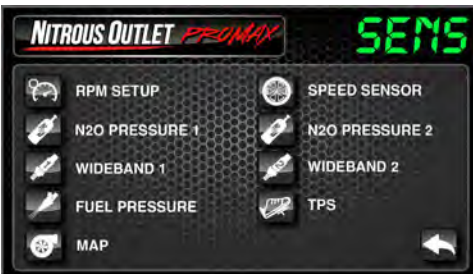 NITROUS OUTLET PROMAX
SENS
RPM SETUP
SPEED SENSOR
N2O PRESSURE 1
N2O PRESSURE 2
WIDEBAND 1
WIDEBAND 2
FUEL PRESSURE
TPS
MAP